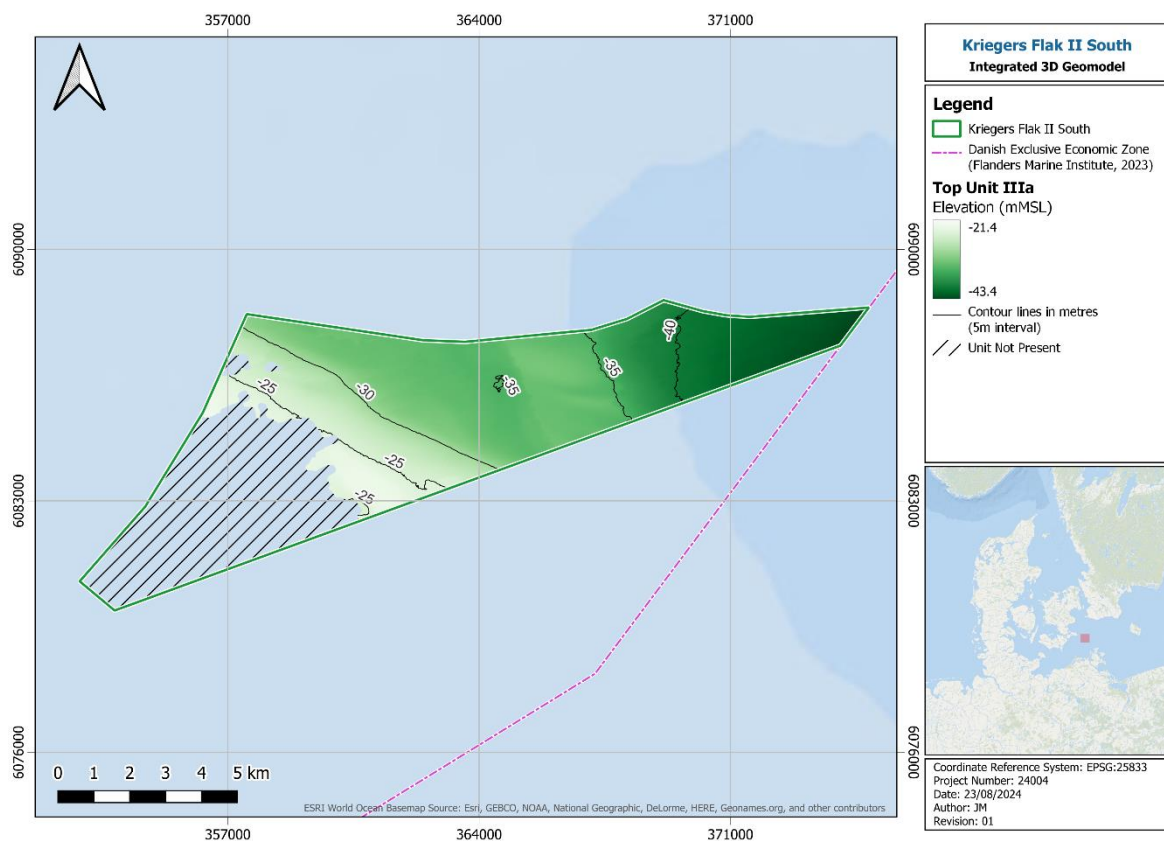 357000
364000
371000
6090000
6083000
6076000
6090000
6083000
6076000
357000
364000
371000
-25
-30
-35
-35
-40
-25
-25
0 1 2 3 4 5 km
ESRI World Ocean Basemap Source: Esri, GEBCO, NOAA, National Geographic, DeLorme, HERE, Geonames.org, and other contributors
Kriegers Flak II South
Integrated 3D Geomodel
Legend
Kriegers Flak II South
Danish Exclusive Economic Zone
(Flanders Marine Institute, 2023)
Top Unit IIIa
Elevation (mMSL)
-21.4
-43.4
Contour lines in metres
(5m interval)
Unit Not Present
Coordinate Reference System: EPSG:25833
Project Number: 24004
Date: 23/08/2024
Author: JM
Revision: 01